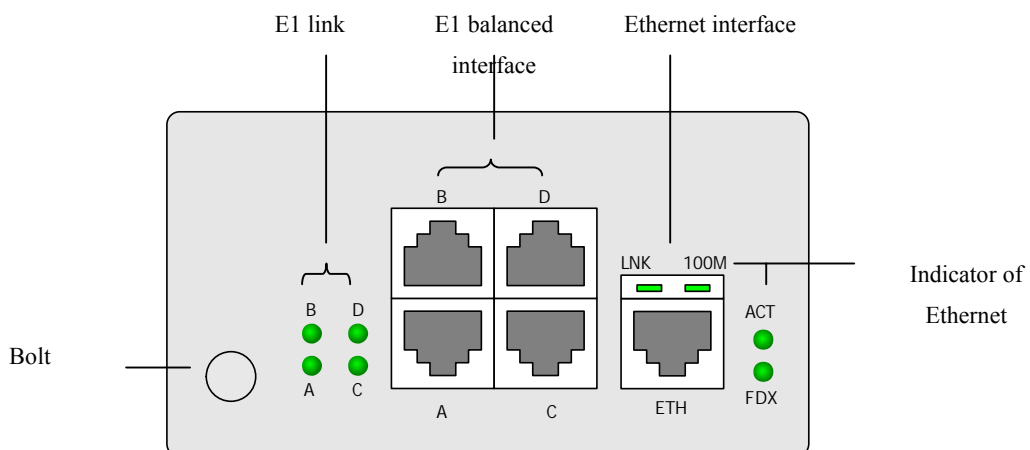 E1 link
E1 balanced
interface
Ethernet interface
B D
LNK 100M
Indicator of
Ethernet
B D
ACT
Bolt
A C
FDX
A C
ETH